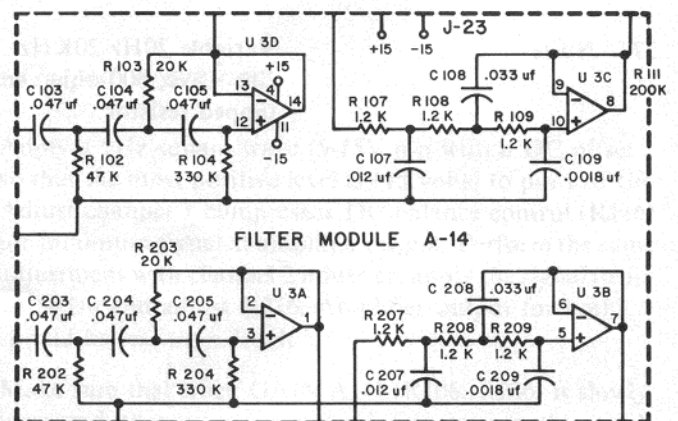 J-23
U 3D
+15
-15
R 103
20 K
+15
C 103
.047 uf
C 104
.047 uf
C 105
.047 uf
13
4
14
12
11
-15
R 102
47 K
R 104
330 K
C 108
.033 uf
U 3C
9
8
10
R 111
200K
R 107
1.2 K
R 108
1.2 K
R 109
1.2 K
C 107
.012 uf
C 109
.0018 uf
FILTER MODULE A-14
R 203
20 K
C 203
.047 uf
C 204
.047 uf
C 205
.047 uf
U 3A
2
1
3
R 202
47 K
R 204
330 K
C 208
.033 uf
U 3B
6
7
5
R 207
1.2 K
R 208
1.2 K
R 209
1.2 K
C 207
.012 uf
C 209
.0018 uf